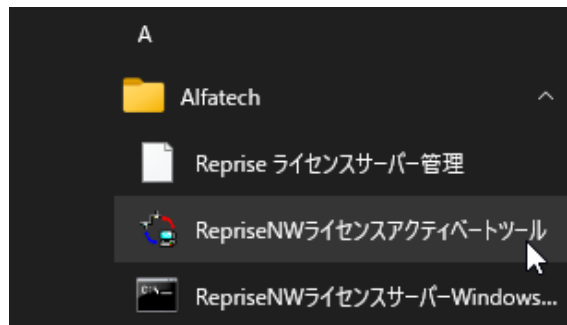 A
Alfatech
Reprise ライセンスサーバー管理
RepriseNWライセンスアクティベートツール
RepriseNWライセンスサーバーWindows...